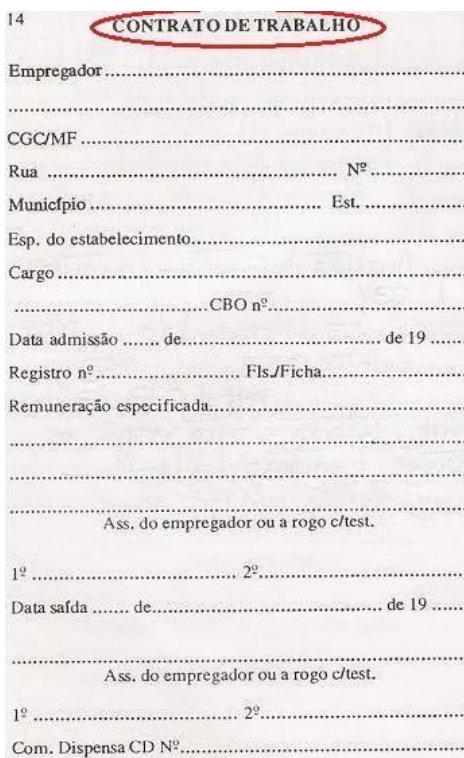 14
CONTRATO DE TRABALHO
Empregador..........................................................
..........................................................................
CGC/MF ..............................................................
Rua .................................................. Nº.................
Município ........................................ Est. .................
Esp. do estabelecimento............................................
Cargo..................................................................
..................................CBO nº..................................
Data admissão ....... de.................................. de 19 ......
Registro nº......................... Fls./Ficha.........................
Remuneração especificada.........................................
..........................................................................
..........................................................................
..........................................................................
Ass. do empregador ou a rogo c/test.
1º ................................... 2º...................................
Data saída ....... de........................................ de 19 ......
..........................................................................
Ass. do empregador ou a rogo c/test.
1º ................................... 2º...................................
Com. Dispensa CD Nº................................................